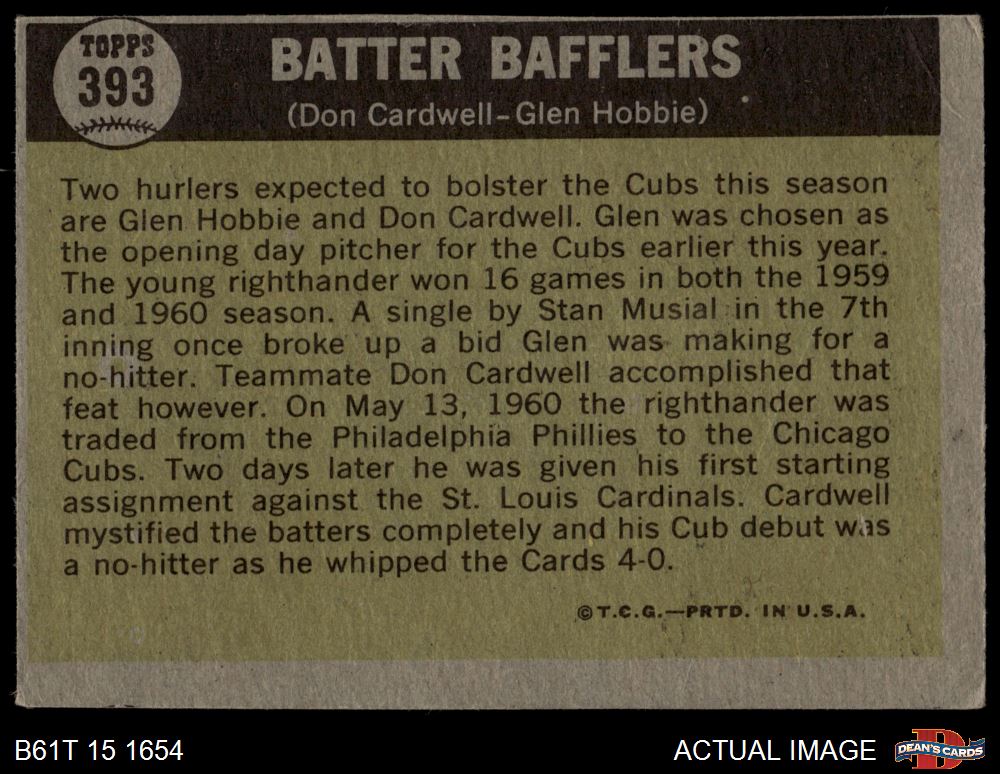 TOPPS
393
BATTER BAFFLERS
(Don Cardwell-Glen Hobbie)
Two hurlers expected to bolster the Cubs this season
are Glen Hobbie and Don Cardwell. Glen was chosen as
the opening day pitcher for the Cubs earlier this year.
The young righthander won 16 games in both the 1959
and 1960 season. A single by Stan Musial in the 7th
inning once broke up a bid Glen was making for a
no-hitter. Teammate Don Cardwell accomplished that
feat however. On May 13, 1960 the righthander was
traded from the Philadelphia Phillies to the Chicago
Cubs. Two days later he was given his first starting
assignment against the St. Louis Cardinals. Cardwell
mystified the batters completely and his Cub debut was
a no-hitter as he whipped the Cards 4-0.
©T.C.G.—PRTD. IN U.S.A.
B61T 15 1654
ACTUAL IMAGE
D
DEAN'S CARDS